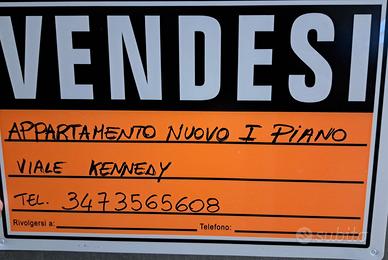 VENDESI
APPARTAMENTO NUOVO I PIANO
VIALE KENNEDY
TEL. 3473565608
Rivolgersi a: Telefono:
subito